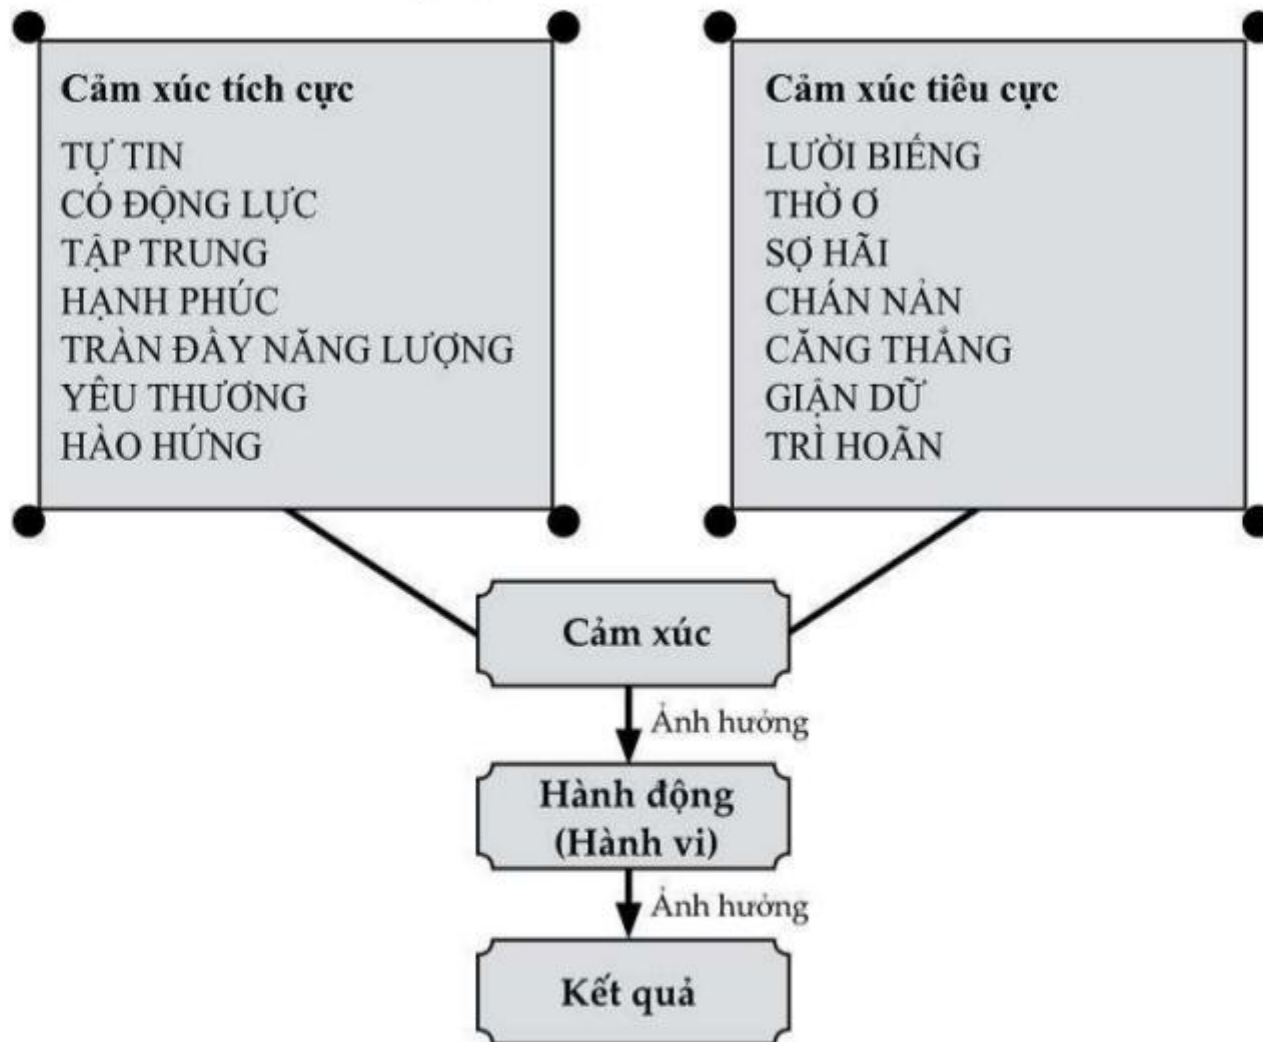 Cảm xúc tích cực
TỰ TIN
CÓ ĐỘNG LỰC
TẬP TRUNG
HẠNH PHÚC
TRÀN ĐẦY NĂNG LƯỢNG
YÊU THƯƠNG
HÀO HỨNG
Cảm xúc tiêu cực
LƯỜI BIẾNG
THỜ Ơ
SỢ HÃI
CHÁN NẢN
CĂNG THẲNG
GIẬN DỮ
TRÌ HOÃN
Cảm xúc
Ảnh hưởng
Hành động
(Hành vi)
Ảnh hưởng
Kết quả